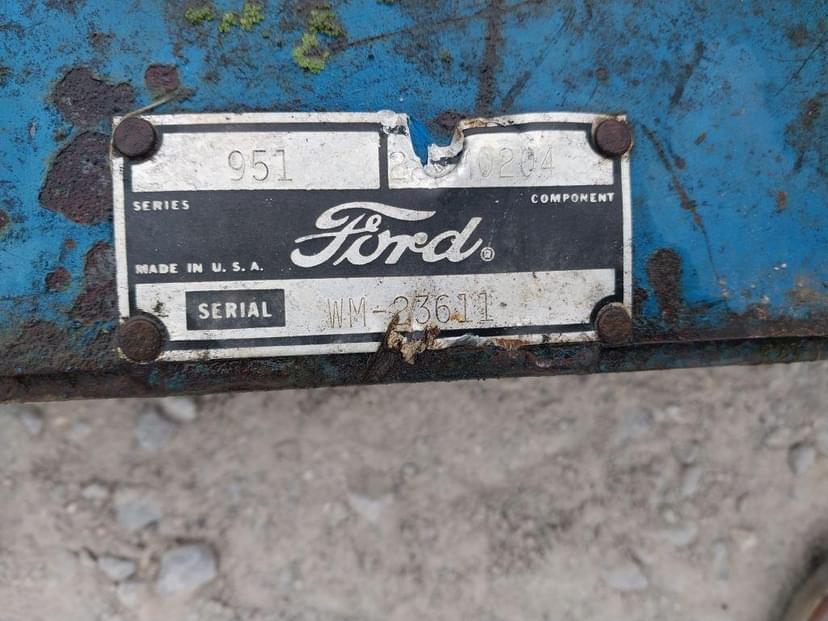 951
SERIES
COMPONENT
Ford
MADE IN U. S. A.
SERIAL WM-23611